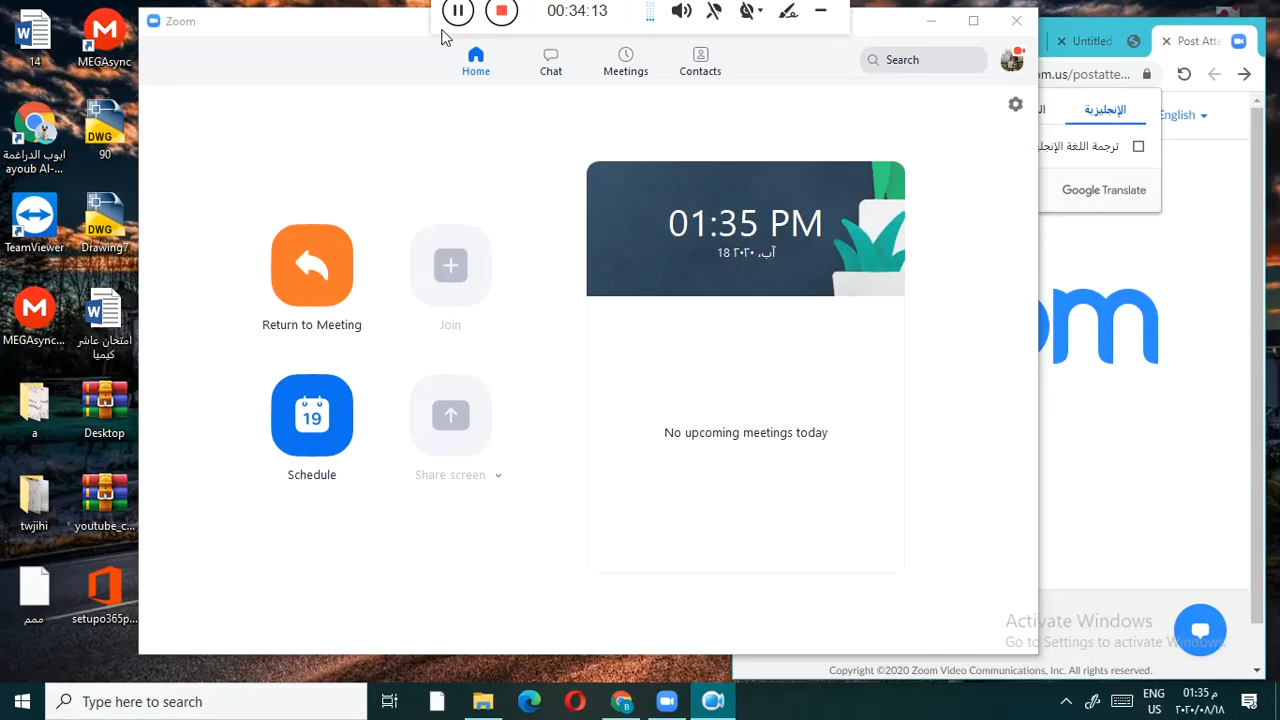 14
MEGAsync
ايوب الدراغمة
ayoub Al-...
DWG
90
TeamViewer
DWG
Drawing7
MEGAsync...
امتحان عاشر
كيميا
a
Desktop
twjihi
youtube_c...
ممم
setupo365p...
Zoom
00:34:13
Home
Chat
Meetings
Contacts
Search
01:35 PM
18 آب، ٢٠٢٠
Return to Meeting
Join
19
Schedule
Share screen
No upcoming meetings today
Untitled
Post Atte
om.us/postatte
الإنجليزية
ال
English
ترجمة اللغة الإنجليز
Google Translate
om
Activate Windows
Go to Settings to activate Windows.
Copyright ©2020 Zoom Video Communications, Inc. All rights reserved.
Type here to search
B
ENG
US
01:35 م
٢٠٢٠/٠٨/١٨